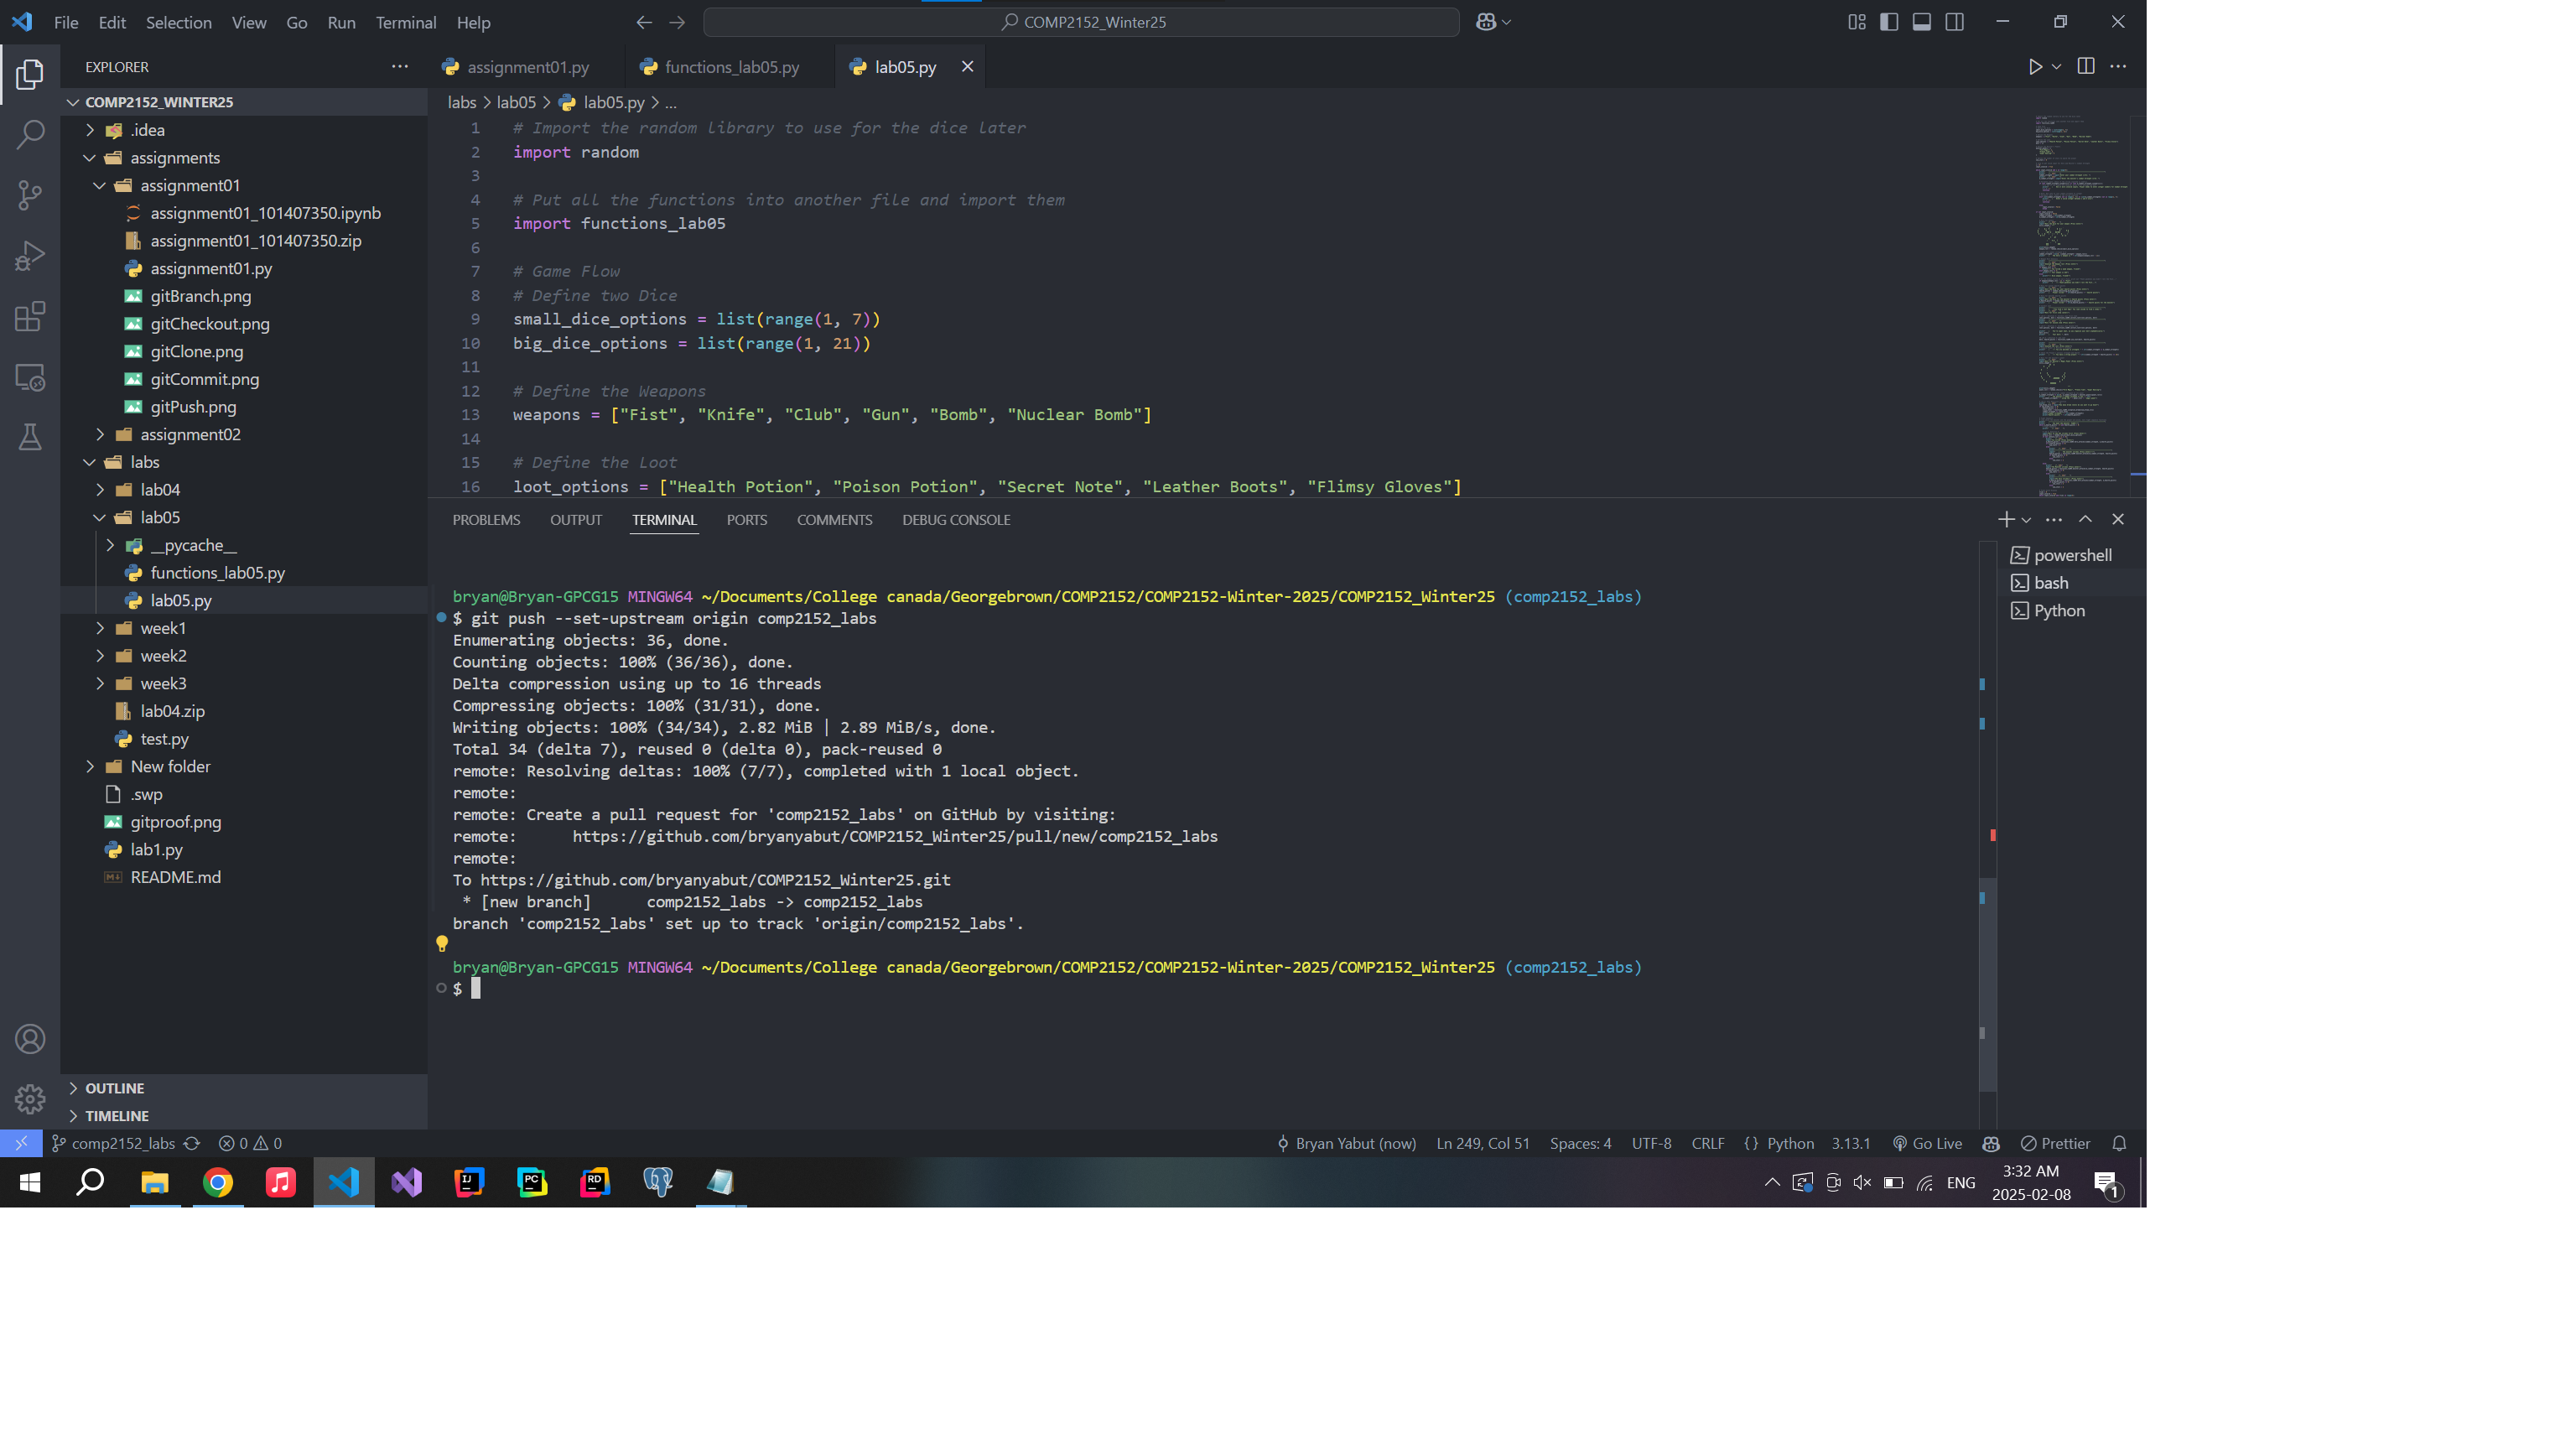 File Edit Selection View Go Run Terminal Help
COMP2152_Winter25
EXPLORER
COMP2152_WINTER25
.idea
assignments
assignment01
assignment01_101407350.ipynb
assignment01_101407350.zip
assignment01.py
gitBranch.png
gitCheckout.png
gitClone.png
gitCommit.png
gitPush.png
assignment02
labs
lab04
lab05
__pycache__
functions_lab05.py
lab05.py
week1
week2
week3
lab04.zip
test.py
New folder
.swp
gitproof.png
lab1.py
README.md
OUTLINE
TIMELINE
assignment01.py functions_lab05.py lab05.py
labs > lab05 > lab05.py > ...
1 # Import the random library to use for the dice later
2 import random
3
4 # Put all the functions into another file and import them
5 import functions_lab05
6
7 # Game Flow
8 # Define two Dice
9 small_dice_options = list(range(1, 7))
10 big_dice_options = list(range(1, 21))
11
12 # Define the Weapons
13 weapons = ["Fist", "Knife", "Club", "Gun", "Bomb", "Nuclear Bomb"]
14
15 # Define the Loot
16 loot_options = ["Health Potion", "Poison Potion", "Secret Note", "Leather Boots", "Flimsy Gloves"]
PROBLEMS OUTPUT TERMINAL PORTS COMMENTS DEBUG CONSOLE
powershell
bash
Python
bryan@Bryan-GPCG15 MINGW64 ~/Documents/College canada/Georgebrown/COMP2152/COMP2152-Winter-2025/COMP2152_Winter25 (comp2152_labs)
$ git push --set-upstream origin comp2152_labs
Enumerating objects: 36, done.
Counting objects: 100% (36/36), done.
Delta compression using up to 16 threads
Compressing objects: 100% (31/31), done.
Writing objects: 100% (34/34), 2.82 MiB | 2.89 MiB/s, done.
Total 34 (delta 7), reused 0 (delta 0), pack-reused 0
remote: Resolving deltas: 100% (7/7), completed with 1 local object.
remote:
remote: Create a pull request for 'comp2152_labs' on GitHub by visiting:
remote:      https://github.com/bryanyabut/COMP2152_Winter25/pull/new/comp2152_labs
remote:
To https://github.com/bryanyabut/COMP2152_Winter25.git
 * [new branch]      comp2152_labs -> comp2152_labs
branch 'comp2152_labs' set up to track 'origin/comp2152_labs'.
bryan@Bryan-GPCG15 MINGW64 ~/Documents/College canada/Georgebrown/COMP2152/COMP2152-Winter-2025/COMP2152_Winter25 (comp2152_labs)
$
comp2152_labs 0 0 Bryan Yabut (now) Ln 249, Col 51 Spaces: 4 UTF-8 CRLF {} Python 3.13.1 Go Live Prettier
IJ PC RD ENG 3:32 AM
2025-02-08
1